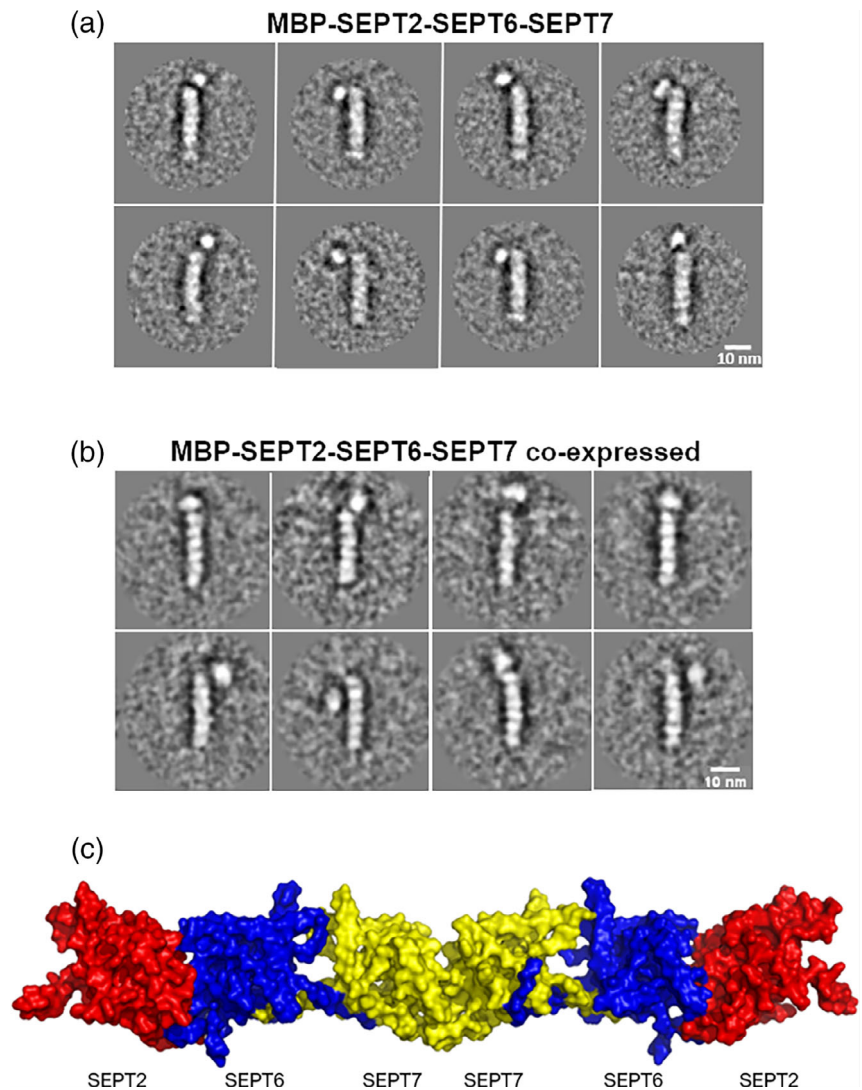 (a)
MBP-SEPT2-SEPT6-SEPT7
10 nm
(b)
MBP-SEPT2-SEPT6-SEPT7 co-expressed
10 nm
(c)
SEPT2 SEPT6 SEPT7 SEPT7 SEPT6 SEPT2